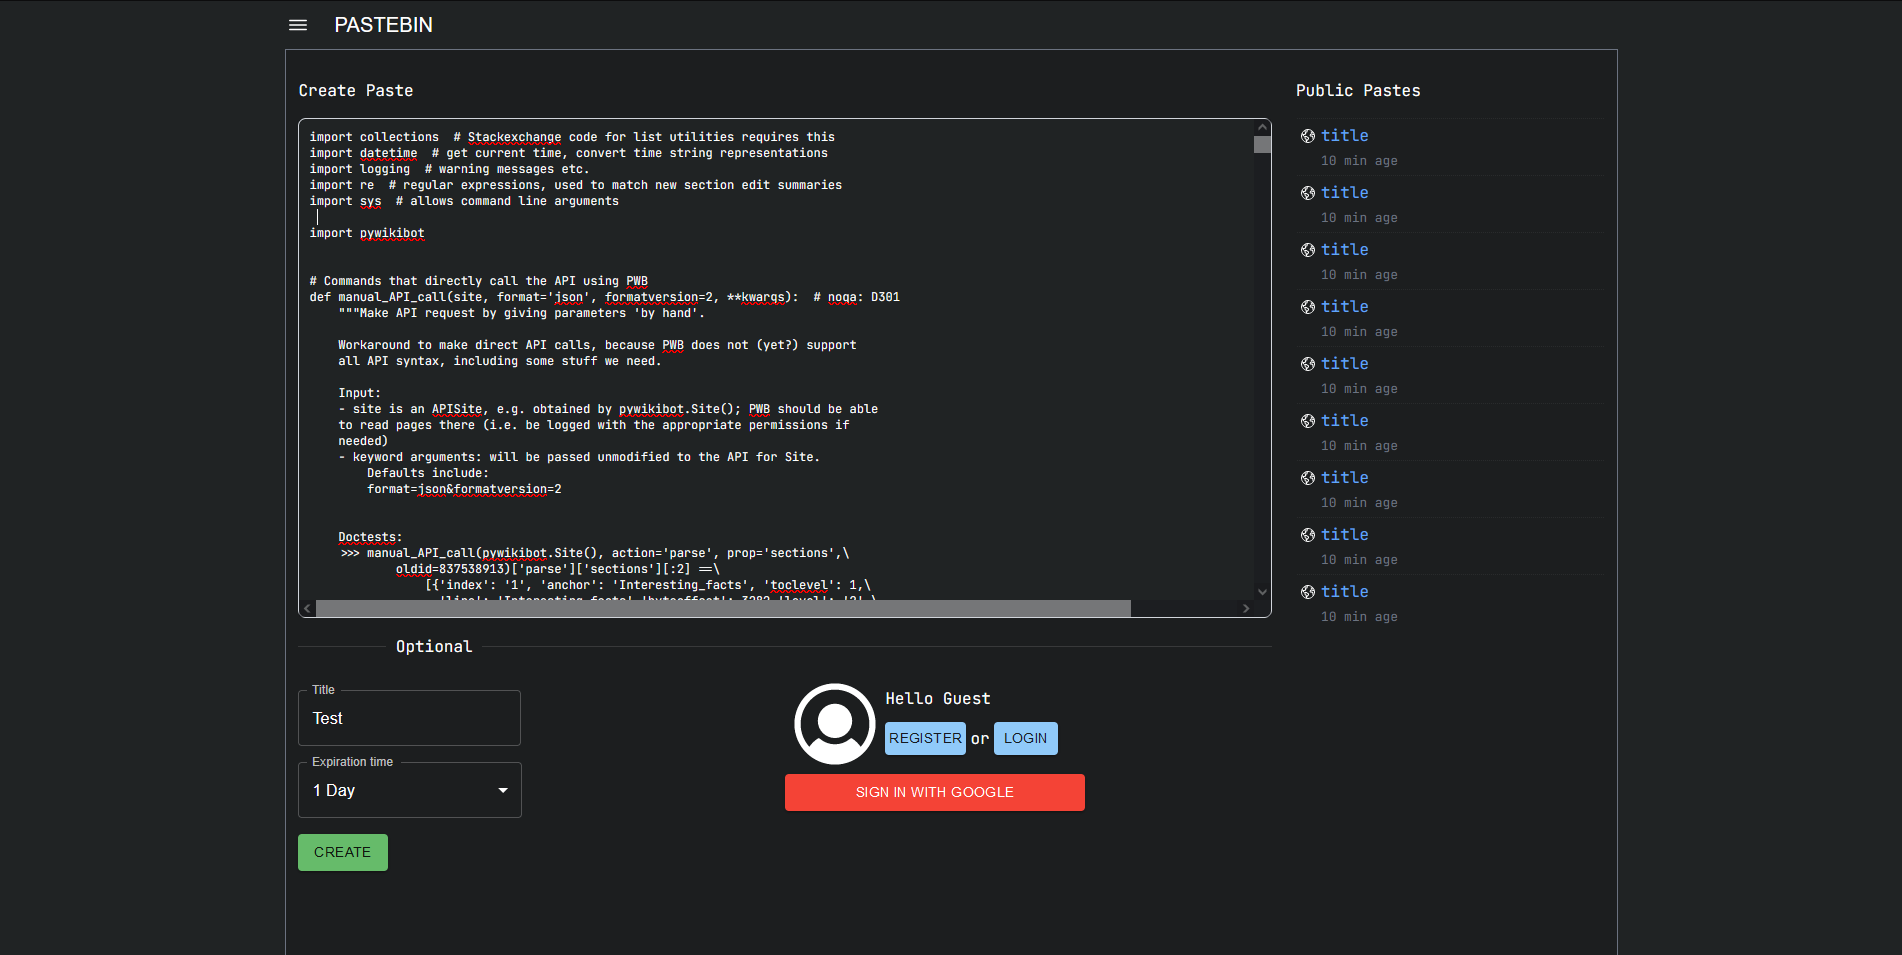 PASTEBIN
Create Paste
import collections  # Stackexchange code for list utilities requires this
import datetime  # get current time, convert time string representations
import logging  # warning messages etc.
import re  # regular expressions, used to match new section edit summaries
import sys  # allows command line arguments
import pywikibot
# Commands that directly call the API using PWB
def manual_API_call(site, format='json', formatversion=2, **kwargs):  # noqa: D301
    """Make API request by giving parameters 'by hand'.
    Workaround to make direct API calls, because PWB does not (yet?) support
    all API syntax, including some stuff we need.
    Input:
    - site is an APISite, e.g. obtained by pywikibot.Site(); PWB should be able
    to read pages there (i.e. be logged with the appropriate permissions if
    needed)
    - keyword arguments: will be passed unmodified to the API for Site.
        Defaults include:
        format=json&formatversion=2
    Doctests:
    >>> manual_API_call(pywikibot.Site(), action='parse', prop='sections',\
            oldid=837538913)['parse']['sections'][:2] ==\
                [{'index': '1', 'anchor': 'Interesting_facts', 'toclevel': 1,\
Optional
Title
Test
Expiration time
1 Day
CREATE
Hello Guest
REGISTER or LOGIN
SIGN IN WITH GOOGLE
Public Pastes
title
10 min age
title
10 min age
title
10 min age
title
10 min age
title
10 min age
title
10 min age
title
10 min age
title
10 min age
title
10 min age